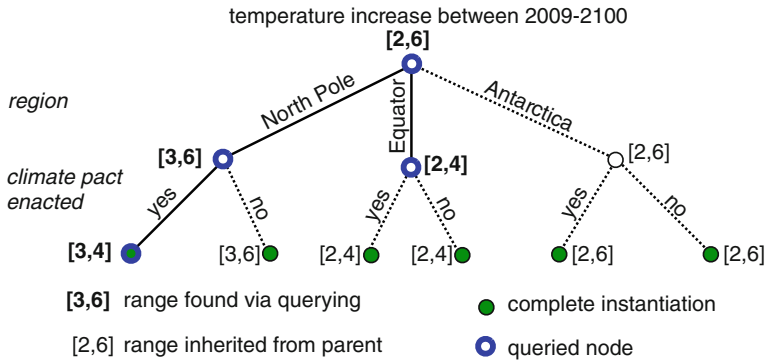 temperature increase between 2009-2100
[2,6]
region
North Pole
Equator
Antarctica
[3,6]
[2,4]
[2,6]
climate pact
enacted
yes
no
yes
no
yes
no
[3,4]
[3,6]
[2,4]
[2,4]
[2,6]
[2,6]
[3,6] range found via querying
complete instantiation
[2,6] range inherited from parent
queried node